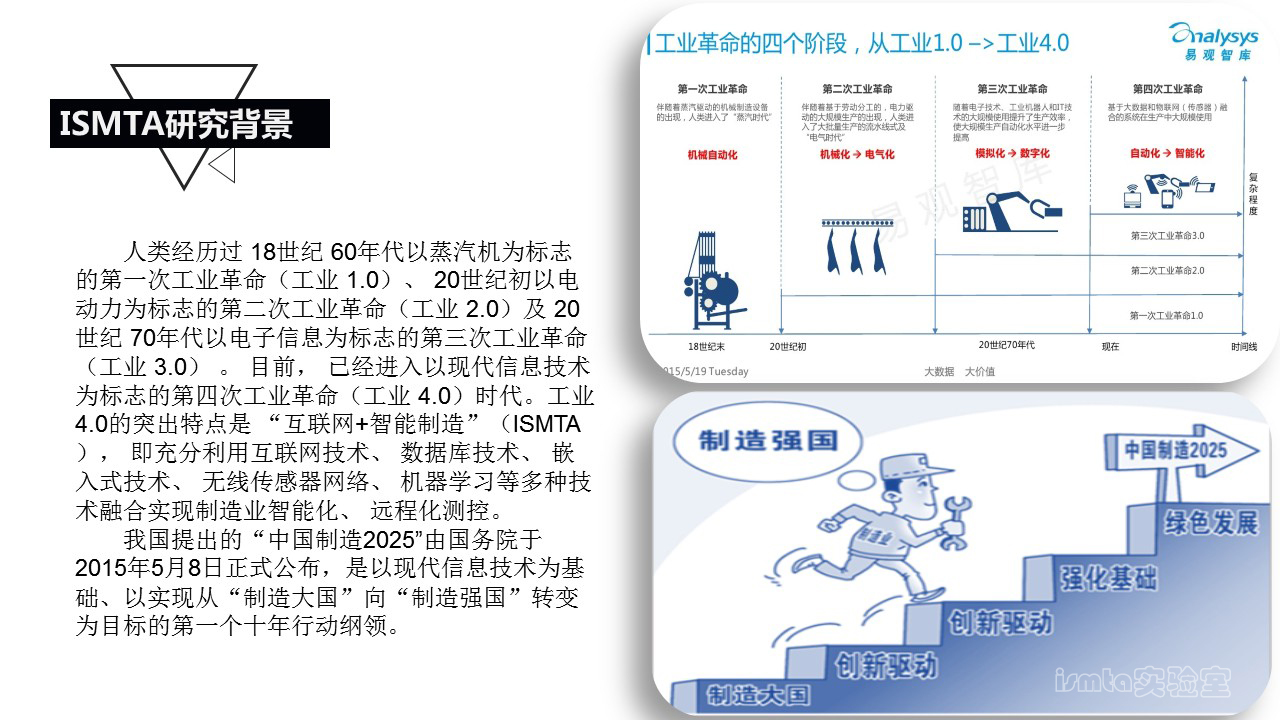 ISMTA研究背景
人类经历过 18世纪 60年代以蒸汽机为标志
的第一次工业革命（工业 1.0）、 20世纪初以电
动力为标志的第二次工业革命（工业 2.0）及 20
世纪 70年代以电子信息为标志的第三次工业革命
（工业 3.0） 。 目前， 已经进入以现代信息技术
为标志的第四次工业革命（工业 4.0）时代。工业
4.0的突出特点是 “互联网+智能制造”（ISMTA
）， 即充分利用互联网技术、 数据库技术、 嵌
入式技术、 无线传感器网络、 机器学习等多种技
术融合实现制造业智能化、 远程化测控。
我国提出的“中国制造2025”由国务院于
2015年5月8日正式公布，是以现代信息技术为基
础、以实现从“制造大国”向“制造强国”转变
为目标的第一个十年行动纲领。
工业革命的四个阶段，从工业1.0 –>工业4.0
analysys
易观智库
第一次工业革命
伴随着蒸汽驱动的机械制造设备
的出现，人类进入了“蒸汽时代”
机械自动化
第二次工业革命
伴随着基于劳动分工的，电力驱
动的大规模生产的出现，人类进
入了大批量生产的流水线式及
“电气时代”
机械化 → 电气化
第三次工业革命
随着电子技术、工业机器人和IT技
术的大规模使用提升了生产效率，
使大规模生产自动化水平进一步
提高
模拟化 → 数字化
第四次工业革命
基于大数据和物联网（传感器）融
合的系统在生产中大规模使用
自动化 → 智能化
复杂程度
易观智库
第三次工业革命3.0
第二次工业革命2.0
第一次工业革命1.0
18世纪末
20世纪初
20世纪70年代
现在
时间线
015/5/19 Tuesday
大数据 大价值
制造强国
中国制造2025
制造业
绿色发展
强化基础
创新驱动
创新驱动
制造大国
ismta实验室